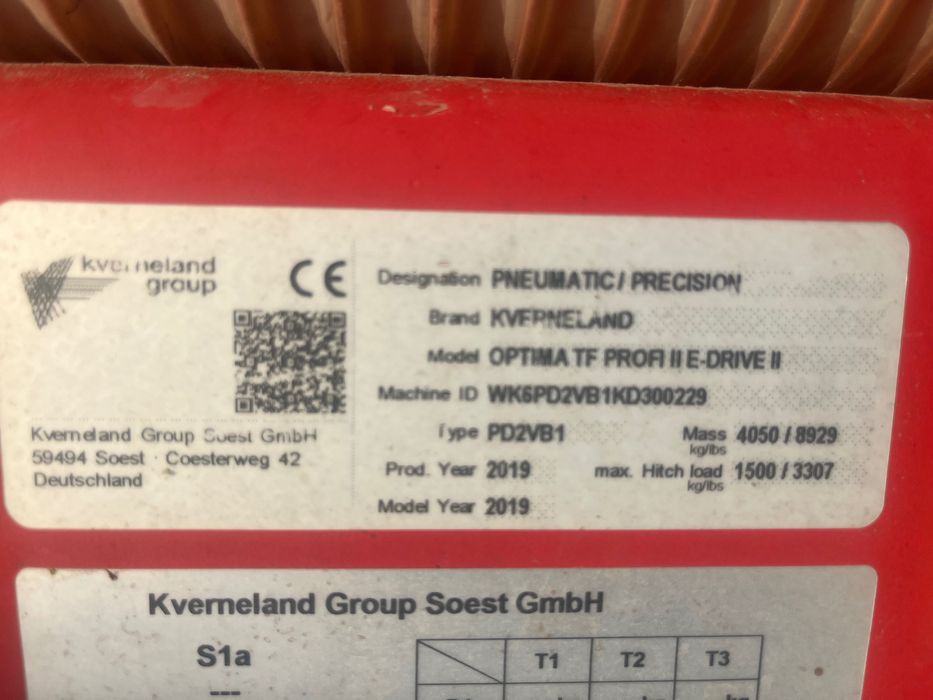 kverneland
group
CE
Designation PNEUMATIC / PRECISION
Brand KVERNELAND
Model OPTIMA TF PROFI II E-DRIVE II
Machine ID WK6PD2VB1KD300229
Type PD2VB1 Mass 4050 / 8929
kg/lbs
Prod. Year 2019 max. Hitch load 1500 / 3307
kg/lbs
Model Year 2019
Kverneland Group Soest GmbH
59494 Soest · Coesterweg 42
Deutschland
Kverneland Group Soest GmbH
S1a
---
T1 T2 T3